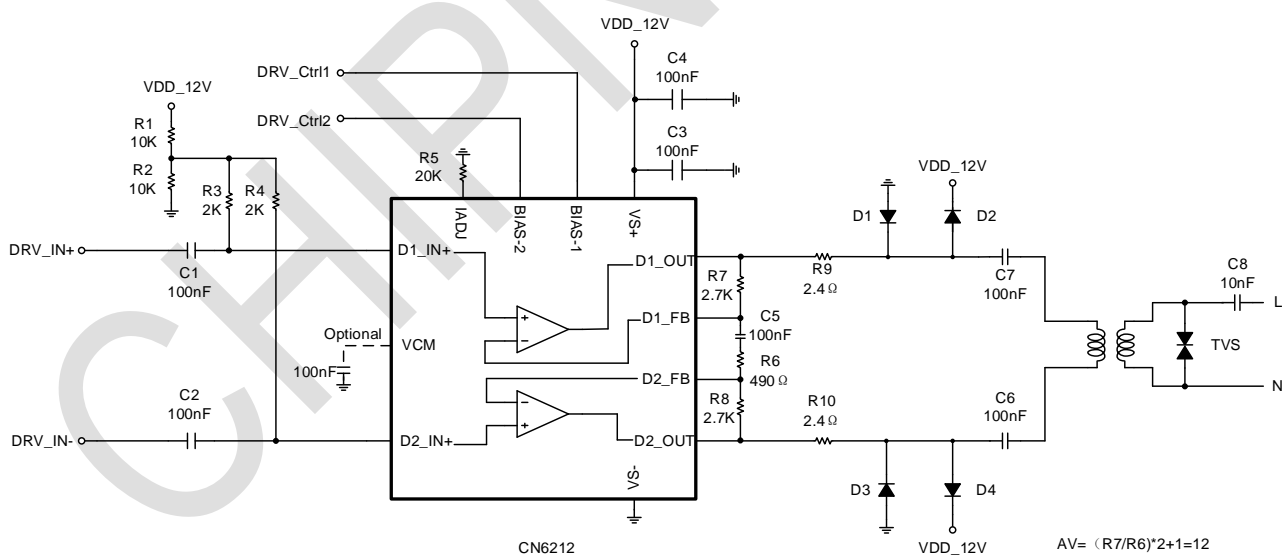 VDD_12V
C4
100nF
DRV_Ctrl1
VDD_12V
DRV_Ctrl2
R1
10K
C3
100nF
R2
10K
R3
2K
R4
2K
R5
20K
IADJ
BIAS-2
BIAS-1
VS+
VDD_12V
D1
D2
DRV_IN+
C1
100nF
D1_IN+
D1_OUT
R7
2.7K
R9
2.4Ω
C7
100nF
C8
10nF
L
D1_FB
C5
100nF
Optional
VCM
100nF
TVS
R6
490Ω
D2_FB
R8
2.7K
R10
2.4Ω
C6
100nF
N
C2
100nF
DRV_IN-
D2_IN+
D2_OUT
VS-
D3
D4
VDD_12V
CN6212
AV=（R7/R6)*2+1=12